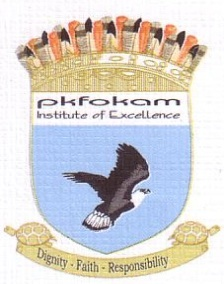 pkfokam
Institute of Excellence
Dignity - Faith - Responsibility